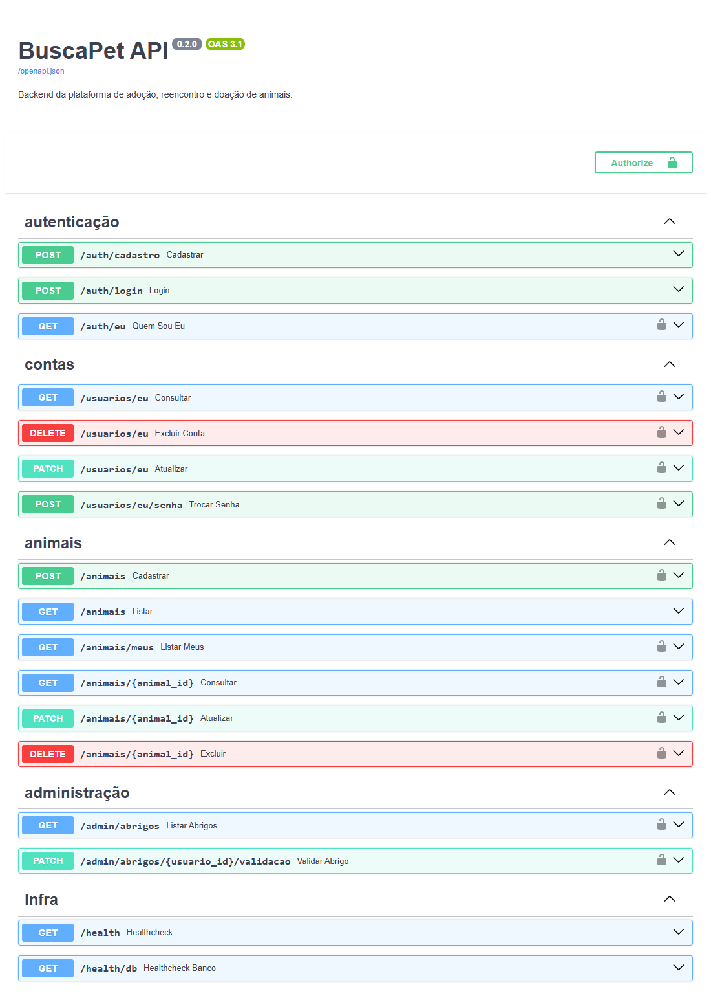 BuscaPet API 0.2.0 OAS 3.1
/openapi.json
Backend da plataforma de adoção, reencontro e doação de animais.
Authorize
autenticação
POST /auth/cadastro Cadastrar
POST /auth/login Login
GET /auth/eu Quem Sou Eu
contas
GET /usuarios/eu Consultar
DELETE /usuarios/eu Excluir Conta
PATCH /usuarios/eu Atualizar
POST /usuarios/eu/senha Trocar Senha
animais
POST /animais Cadastrar
GET /animais Listar
GET /animais/meus Listar Meus
GET /animais/{animal_id} Consultar
PATCH /animais/{animal_id} Atualizar
DELETE /animais/{animal_id} Excluir
administração
GET /admin/abrigos Listar Abrigos
PATCH /admin/abrigos/{usuario_id}/validacao Validar Abrigo
infra
GET /health Healthcheck
GET /health/db Healthcheck Banco